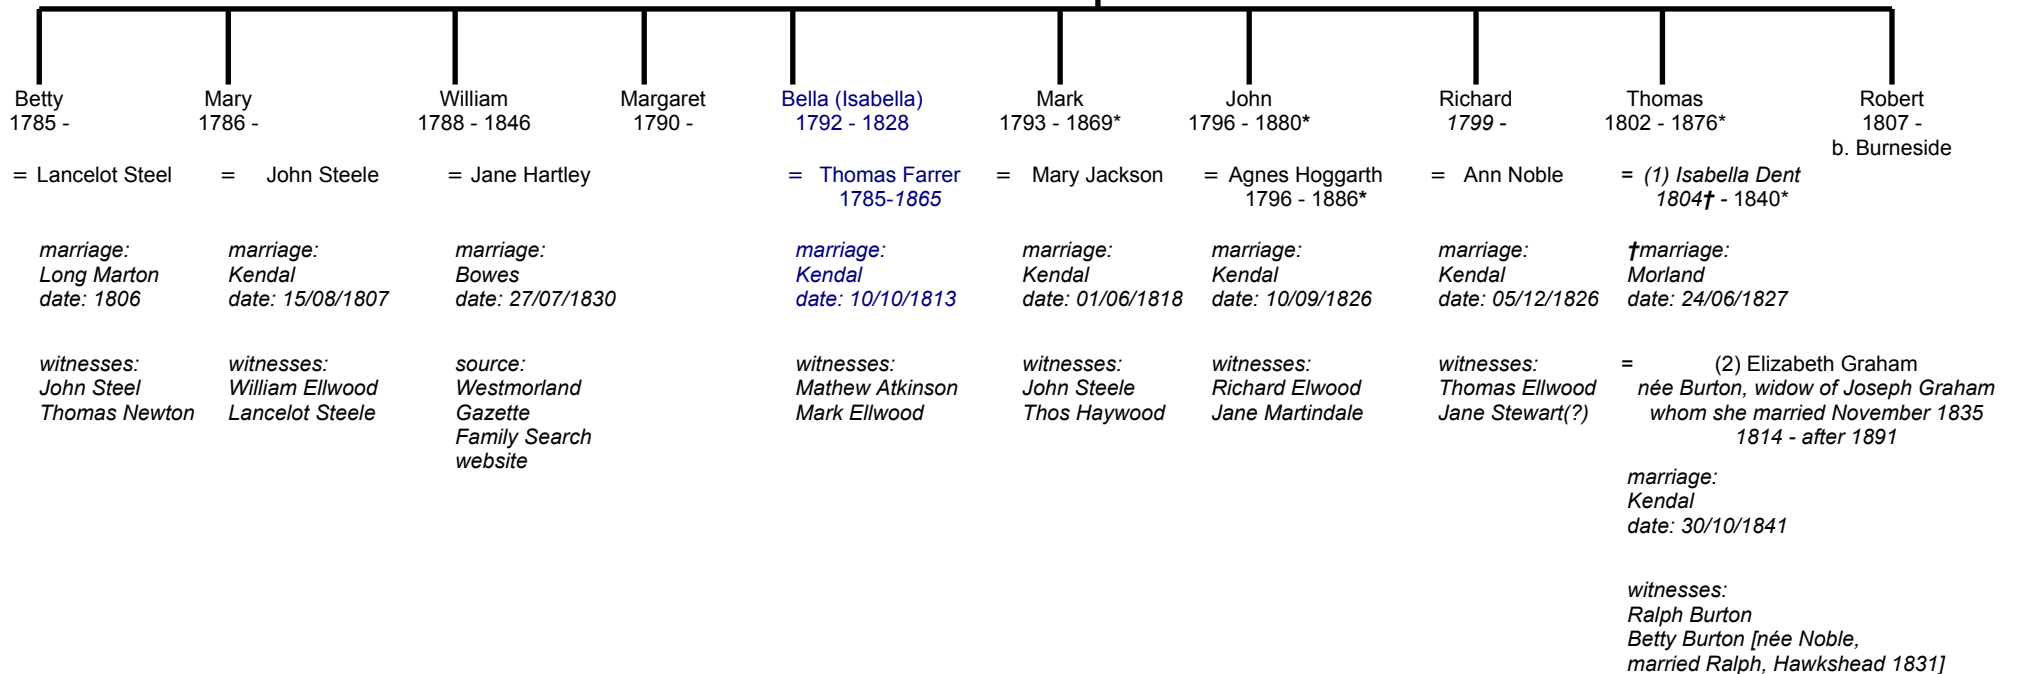 Betty
1785 -
= Lancelot Steel
marriage:
Long Marton
date: 1806
witnesses:
John Steel
Thomas Newton
Mary
1786 -
= John Steele
marriage:
Kendal
date: 15/08/1807
witnesses:
William Ellwood
Lancelot Steele
William
1788 - 1846
= Jane Hartley
marriage:
Bowes
date: 27/07/1830
source:
Westmorland
Gazette
Family Search
website
Margaret
1790 -
Bella (Isabella)
1792 - 1828
= Thomas Farrer
1785-1865
marriage:
Kendal
date: 10/10/1813
witnesses:
Mathew Atkinson
Mark Ellwood
Mark
1793 - 1869*
= Mary Jackson
marriage:
Kendal
date: 01/06/1818
witnesses:
John Steele
Thos Haywood
John
1796 - 1880*
= Agnes Hoggarth
1796 - 1886*
marriage:
Kendal
date: 10/09/1826
witnesses:
Richard Elwood
Jane Martindale
Richard
1799 -
= Ann Noble
marriage:
Kendal
date: 05/12/1826
witnesses:
Thomas Ellwood
Jane Stewart(?)
Thomas
1802 - 1876*
= (1) Isabella Dent
1804† - 1840*
†marriage:
Morland
date: 24/06/1827
= (2) Elizabeth Graham
née Burton, widow of Joseph Graham
whom she married November 1835
1814 - after 1891
marriage:
Kendal
date: 30/10/1841
witnesses:
Ralph Burton
Betty Burton [née Noble,
married Ralph, Hawkshead 1831]
Robert
1807 -
b. Burneside